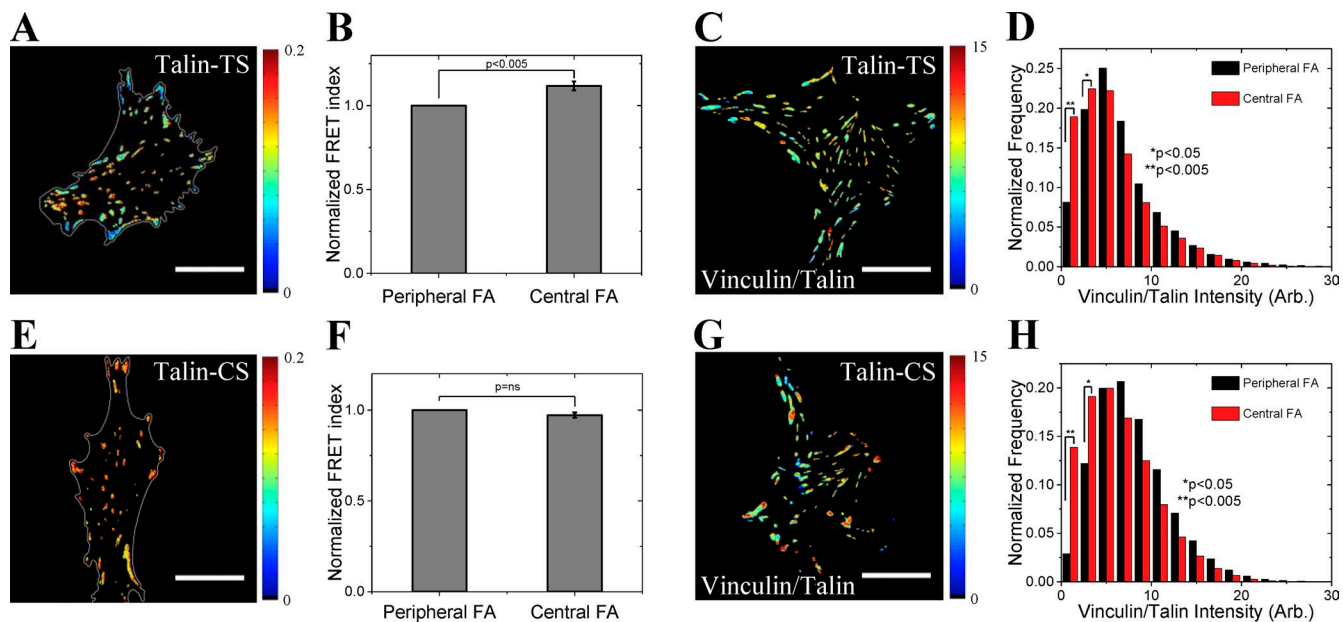 A
Talin-TS
0.2
0
B
Normalized FRET index
1.0
0.5
0.0
p<0.005
Peripheral FA
Central FA
C
Talin-TS
Vinculin/Talin
15
0
D
Normalized Frequency
0.25
0.20
0.15
0.10
0.05
0.00
Peripheral FA
Central FA
**
*
*p<0.05
**p<0.005
0
10
20
30
Vinculin/Talin Intensity (Arb.)
E
Talin-CS
0.2
0
F
Normalized FRET index
1.0
0.5
0.0
p=ns
Peripheral FA
Central FA
G
Talin-CS
Vinculin/Talin
15
0
H
Normalized Frequency
0.20
0.15
0.10
0.05
0.00
Peripheral FA
Central FA
**
*
*p<0.05
**p<0.005
0
10
20
30
Vinculin/Talin Intensity (Arb.)